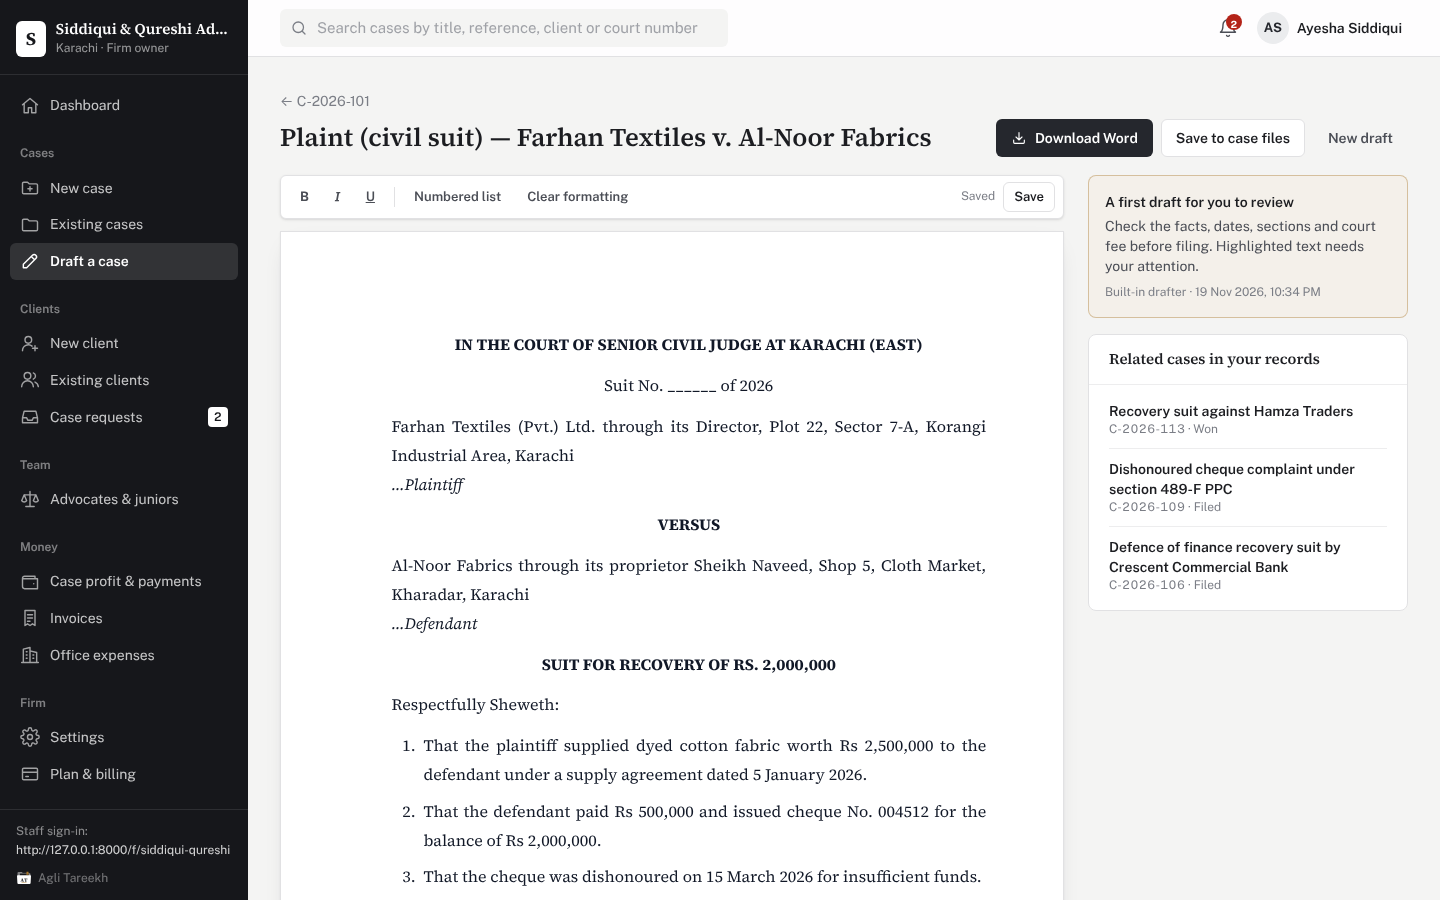 S
Siddiqui & Qureshi Ad...
Karachi · Firm owner
Dashboard
Cases
New case
Existing cases
Draft a case
Clients
New client
Existing clients
Case requests
2
Team
Advocates & juniors
Money
Case profit & payments
Invoices
Office expenses
Firm
Settings
Plan & billing
Staff sign-in:
http://127.0.0.1:8000/f/siddiqui-qureshi
Agli Tareekh
Search cases by title, reference, client or court number
2
AS
Ayesha Siddiqui
← C-2026-101
Plaint (civil suit) — Farhan Textiles v. Al-Noor Fabrics
Download Word
Save to case files
New draft
B I U Numbered list Clear formatting
Saved
Save
IN THE COURT OF SENIOR CIVIL JUDGE AT KARACHI (EAST)
Suit No. ______ of 2026
Farhan Textiles (Pvt.) Ltd. through its Director, Plot 22, Sector 7-A, Korangi
Industrial Area, Karachi
...Plaintiff
VERSUS
Al-Noor Fabrics through its proprietor Sheikh Naveed, Shop 5, Cloth Market,
Kharadar, Karachi
...Defendant
SUIT FOR RECOVERY OF RS. 2,000,000
Respectfully Sheweth:
1. That the plaintiff supplied dyed cotton fabric worth Rs 2,500,000 to the
defendant under a supply agreement dated 5 January 2026.
2. That the defendant paid Rs 500,000 and issued cheque No. 004512 for the
balance of Rs 2,000,000.
3. That the cheque was dishonoured on 15 March 2026 for insufficient funds.
A first draft for you to review
Check the facts, dates, sections and court
fee before filing. Highlighted text needs
your attention.
Built-in drafter · 19 Nov 2026, 10:34 PM
Related cases in your records
Recovery suit against Hamza Traders
C-2026-113 · Won
Dishonoured cheque complaint under
section 489-F PPC
C-2026-109 · Filed
Defence of finance recovery suit by
Crescent Commercial Bank
C-2026-106 · Filed